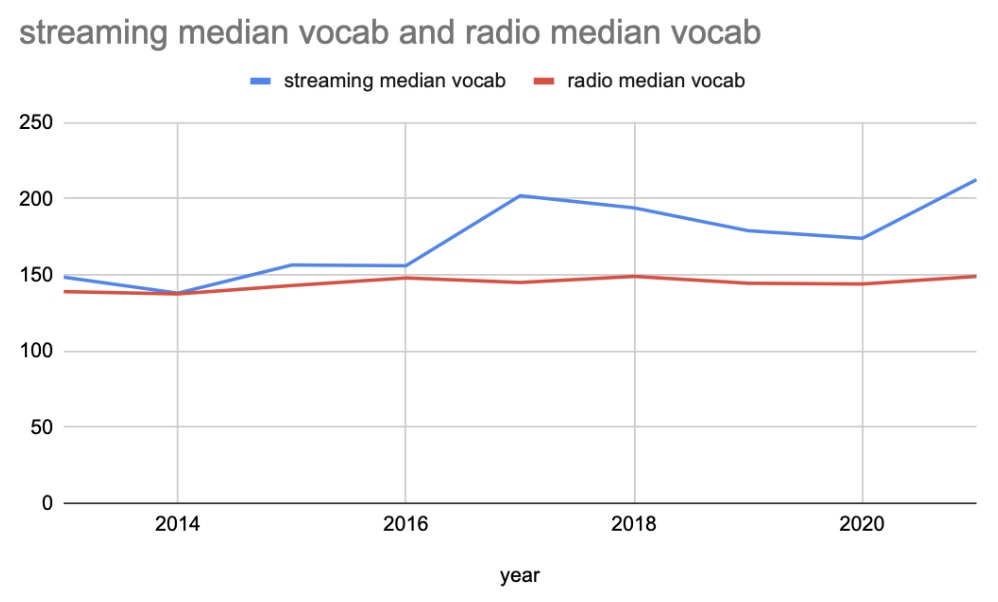 streaming median vocab and radio median vocab
streaming median vocab radio median vocab
250
200
150
100
50
0
2014 2016 2018 2020
year